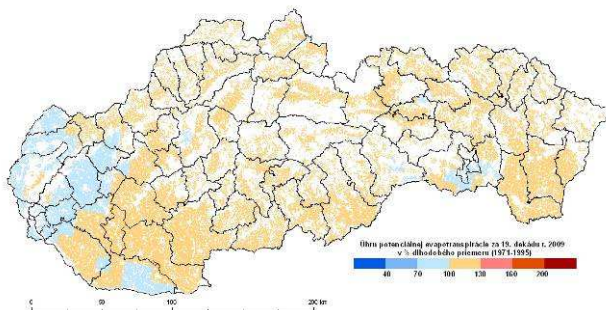 Úhrn potenciálnej evapotranspirácie za 19. dekádu r. 2009
v % dlhodobého priemeru (1971-1995)
40 70 100 130 160 200
0 50 100 200 km